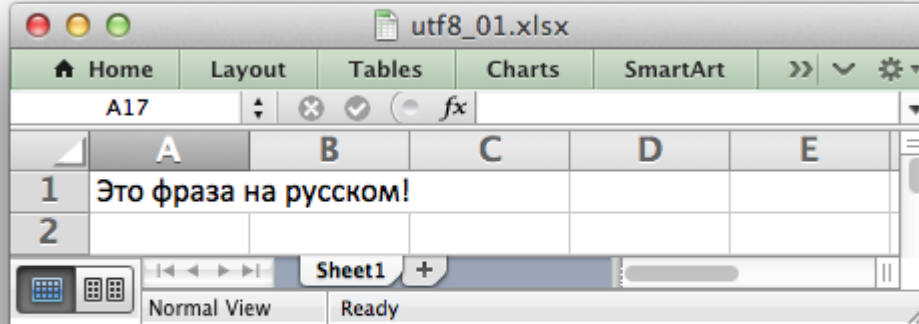 utf8_01.xlsx
Home Layout Tables Charts SmartArt
A17 fx
A B C D E
1 Это фраза на русском!
2
Sheet1 +
Normal View Ready